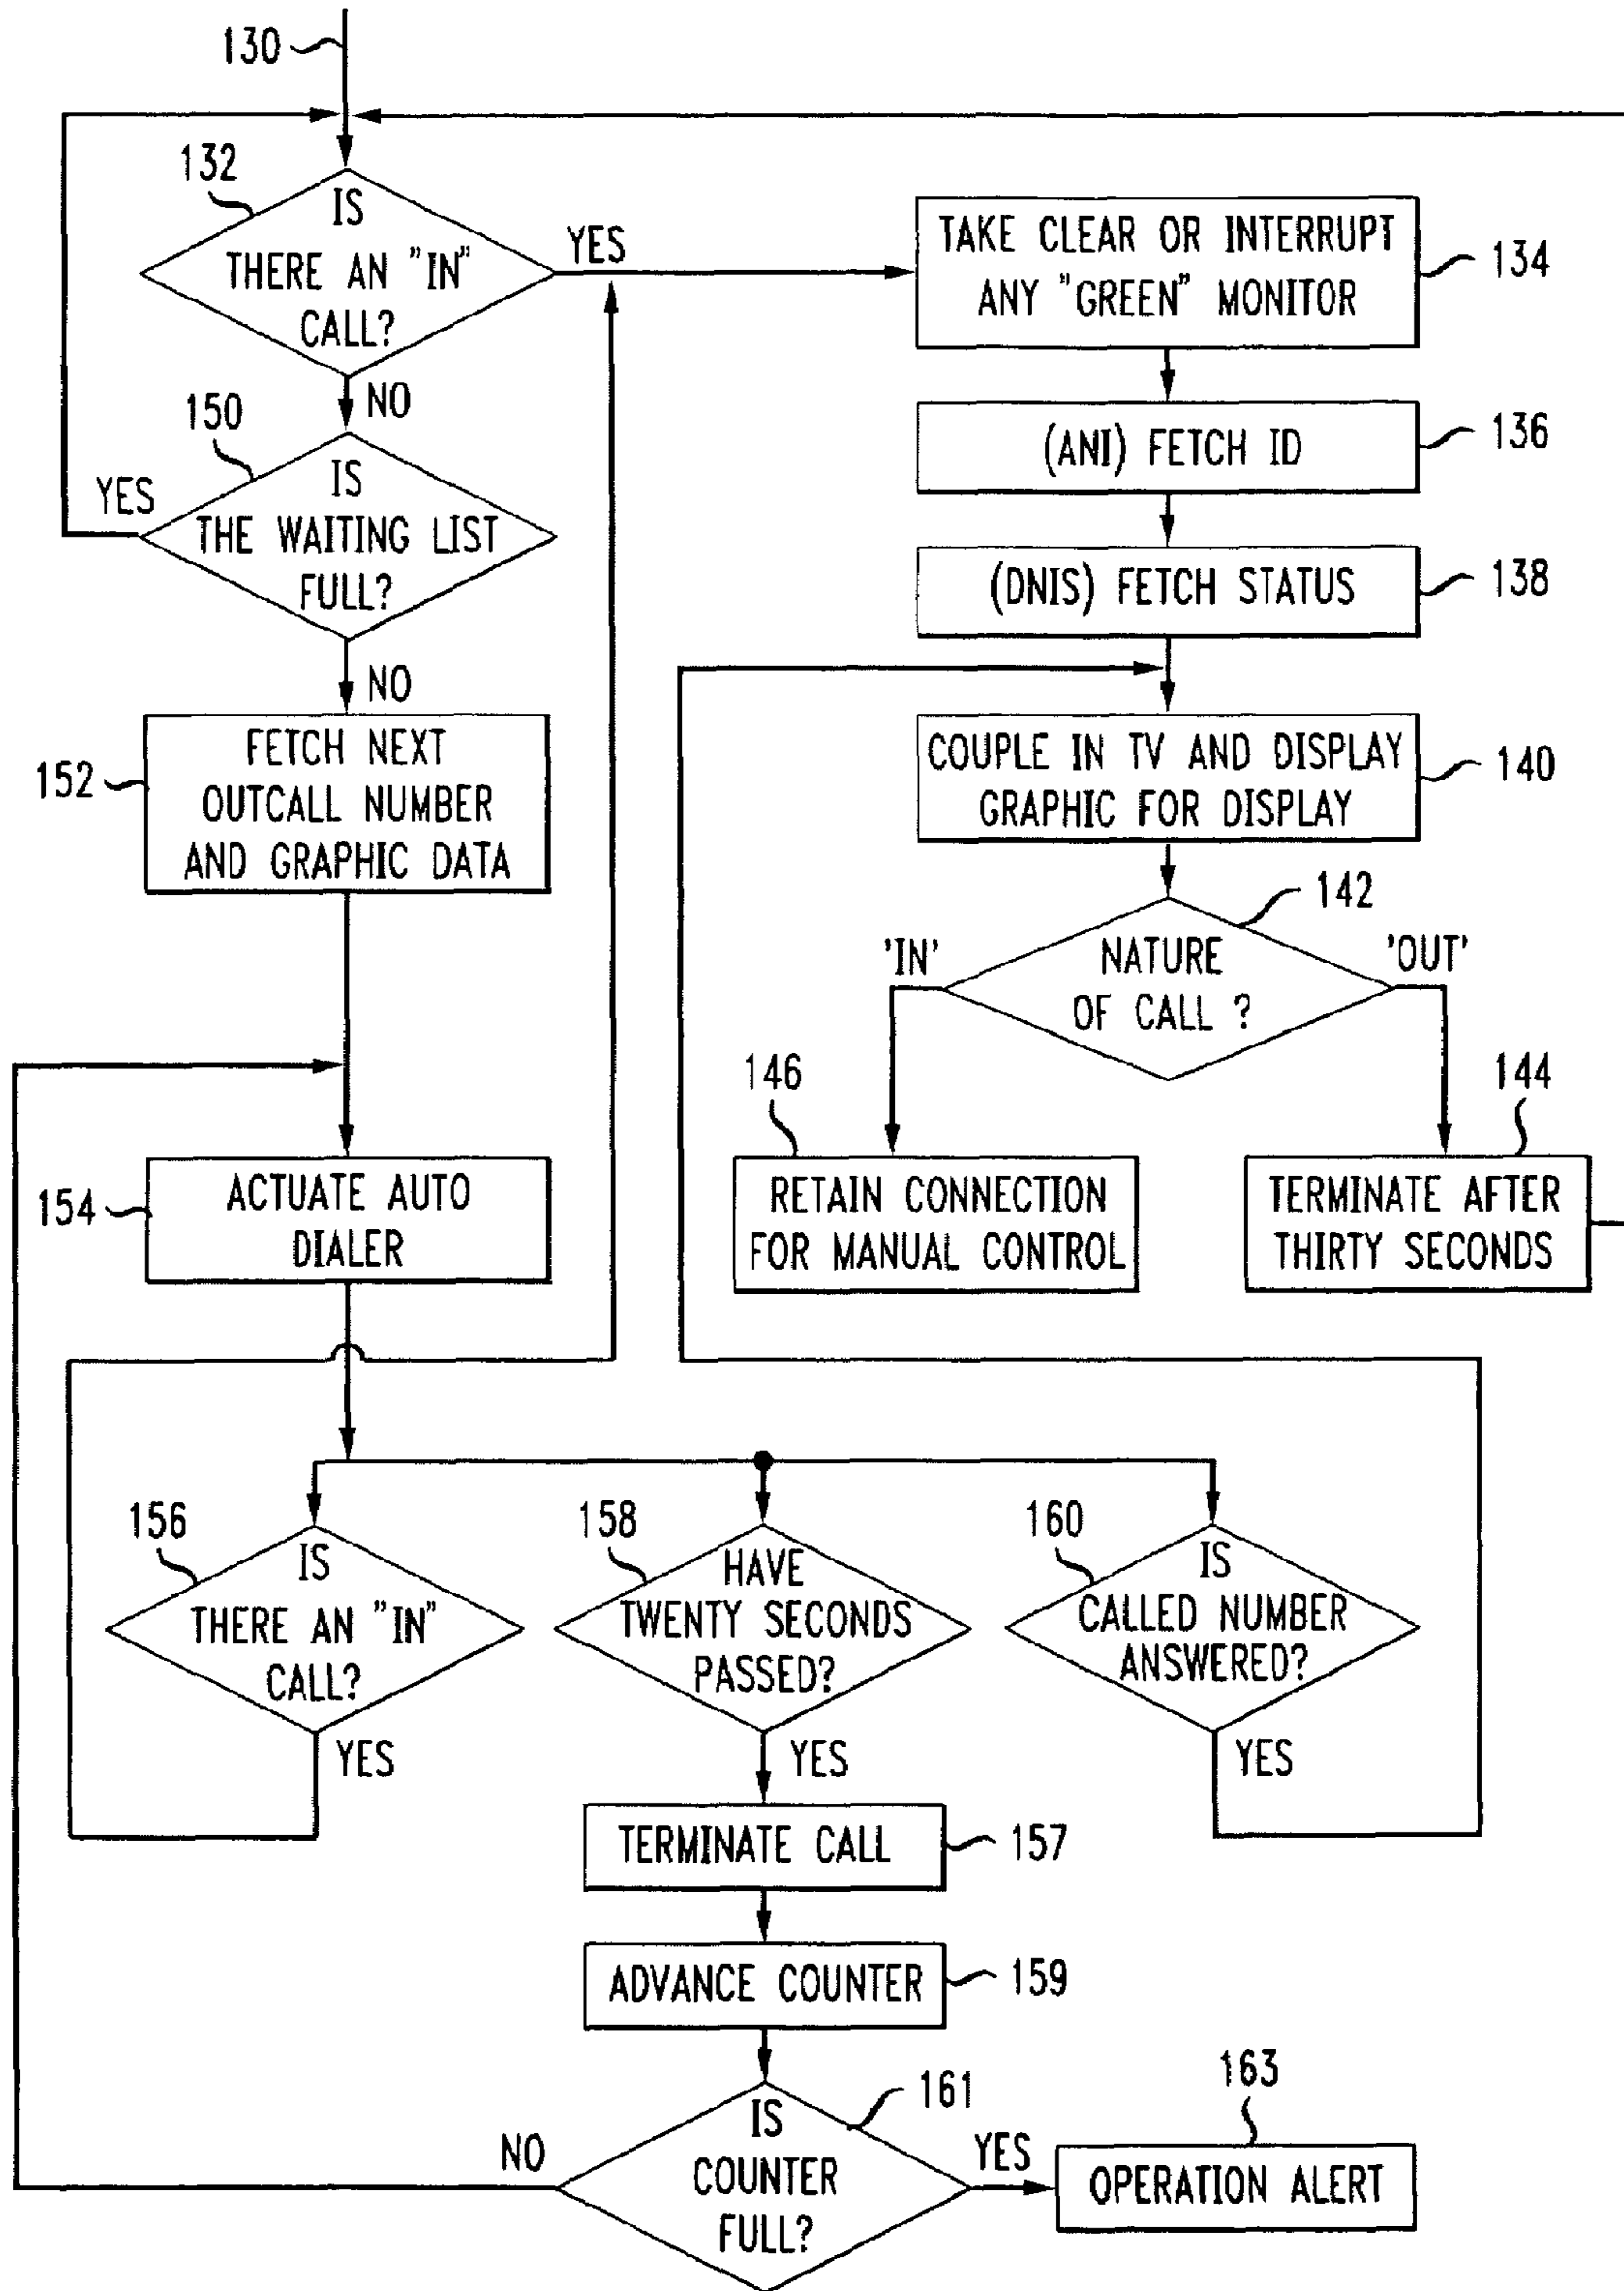 130
132
IS
THERE AN "IN"
CALL?
YES
NO
TAKE CLEAR OR INTERRUPT
ANY "GREEN" MONITOR
134
(ANI) FETCH ID
136
(DNIS) FETCH STATUS
138
150
IS
THE WAITING LIST
FULL?
YES
NO
152
FETCH NEXT
OUTCALL NUMBER
AND GRAPHIC DATA
COUPLE IN TV AND DISPLAY
GRAPHIC FOR DISPLAY
140
142
NATURE
OF CALL ?
'IN'
'OUT'
146
RETAIN CONNECTION
FOR MANUAL CONTROL
144
TERMINATE AFTER
THIRTY SECONDS
154
ACTUATE AUTO
DIALER
156
IS
THERE AN "IN"
CALL?
YES
158
HAVE
TWENTY SECONDS
PASSED?
YES
160
IS
CALLED NUMBER
ANSWERED?
YES
TERMINATE CALL
157
ADVANCE COUNTER
159
161
IS
COUNTER
FULL?
NO
YES
163
OPERATION ALERT